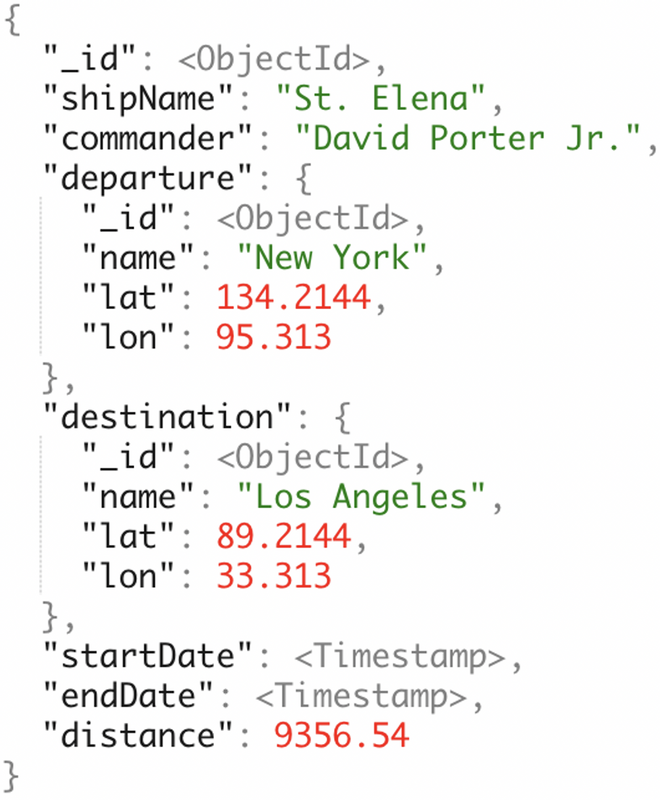 {
  "_id": <ObjectId>,
  "shipName": "St. Elena",
  "commander": "David Porter Jr.",
  "departure": {
    "_id": <ObjectId>,
    "name": "New York",
    "lat": 134.2144,
    "lon": 95.313
  },
  "destination": {
    "_id": <ObjectId>,
    "name": "Los Angeles",
    "lat": 89.2144,
    "lon": 33.313
  },
  "startDate": <Timestamp>,
  "endDate": <Timestamp>,
  "distance": 9356.54
}